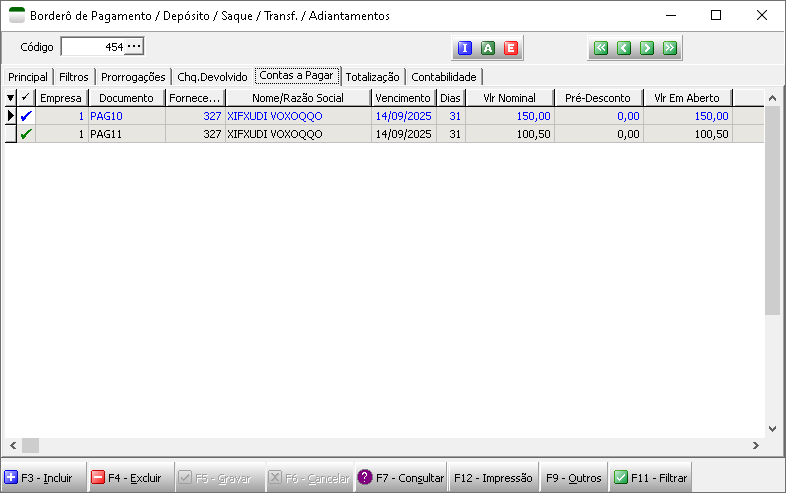 Borderô de Pagamento / Depósito / Saque / Transf. / Adiantamentos
Código 454 ... I A E
Principal Filtros Prorrogações Chq.Devolvido Contas a Pagar Totalização Contabilidade
Empresa Documento Fornece... Nome/Razão Social Vencimento Dias Vlr Nominal Pré-Desconto Vlr Em Aberto
1 PAG10 327 XIFXUDI VOXOQQO 14/09/2025 31 150,00 0,00 150,00
1 PAG11 327 XIFXUDI VOXOQQO 14/09/2025 31 100,50 0,00 100,50
F3 - Incluir F4 - Excluir F5 - Gravar F6 - Cancelar ? F7 - Consultar F12 - Impressão F9 - Outros F11 - Filtrar